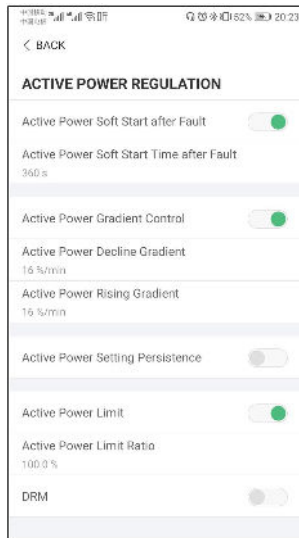 20:23
< BACK
ACTIVE POWER REGULATION
Active Power Soft Start after Fault
Active Power Soft Start Time after Fault
360 s
Active Power Gradient Control
Active Power Decline Gradient
16 %/min
Active Power Rising Gradient
16 %/min
Active Power Setting Persistence
Active Power Limit
Active Power Limit Ratio
100.0 %
DRM